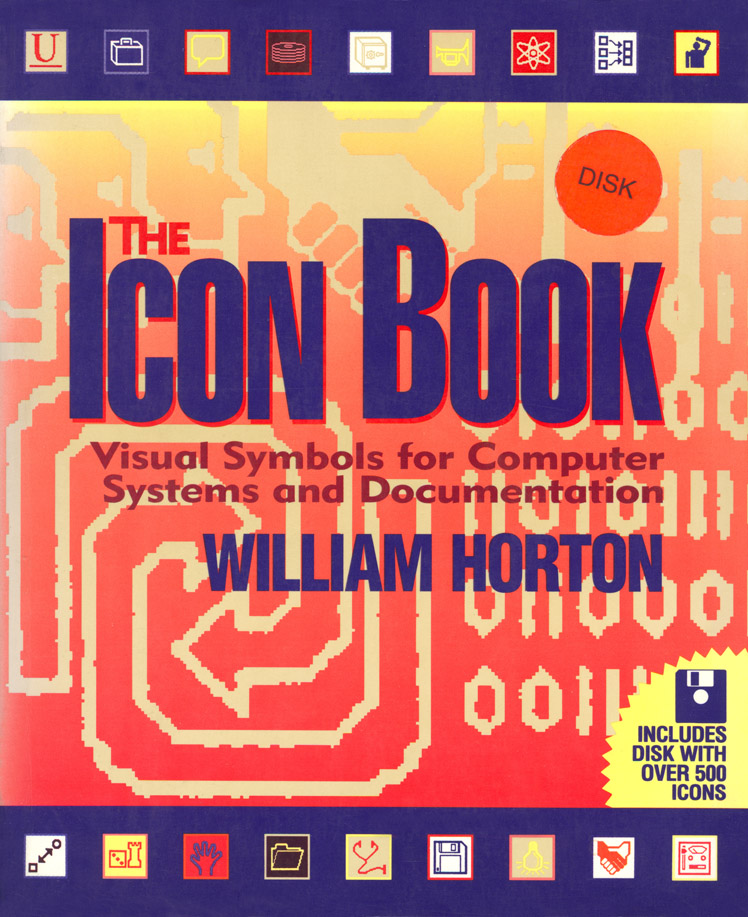 U
DISK
THE
ICON BOOK
Visual Symbols for Computer
Systems and Documentation
WILLIAM HORTON
INCLUDES
DISK WITH
OVER 500
ICONS